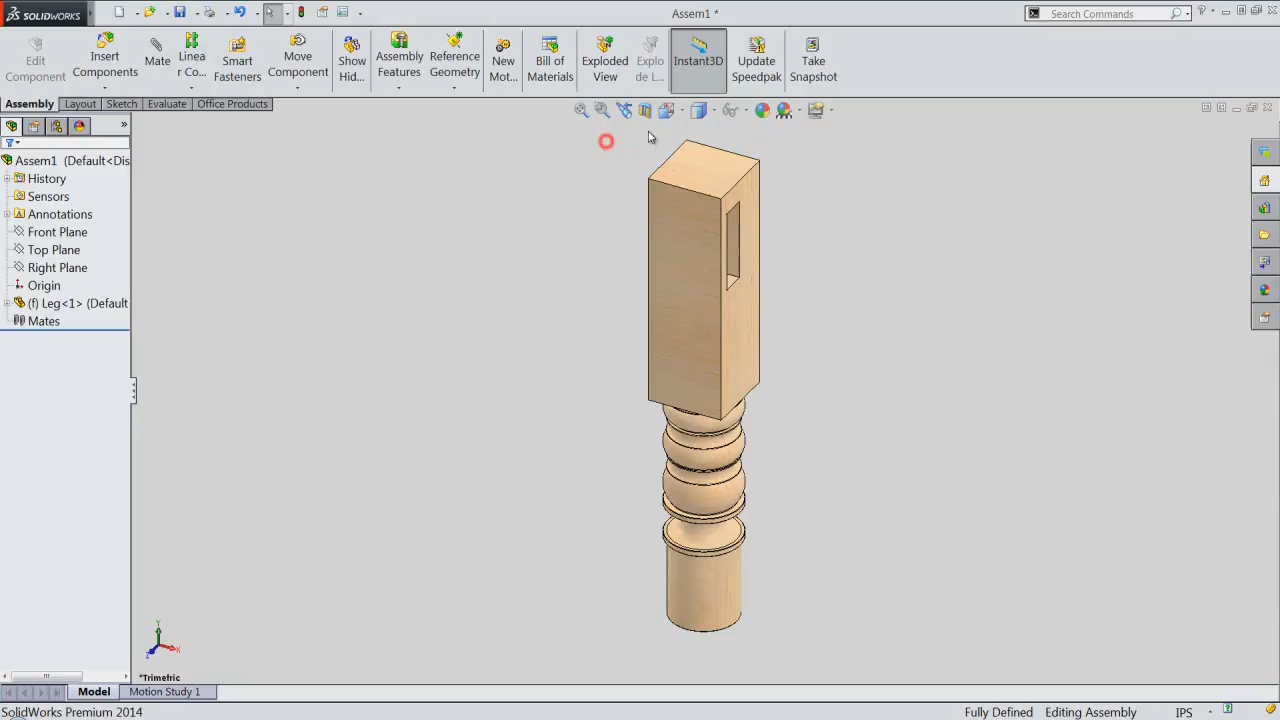 SOLIDWORKS
Assem1 *
Search Commands
Edit
Component
Insert
Components
Mate
Linea
r Co...
Smart
Fasteners
Move
Component
Show
Hid...
Assembly
Features
Reference
Geometry
New
Mot...
Bill of
Materials
Exploded
View
Explo
de L...
Instant3D
Update
Speedpak
Take
Snapshot
Assembly
Layout
Sketch
Evaluate
Office Products
Assem1 (Default<Dis
History
Sensors
Annotations
Front Plane
Top Plane
Right Plane
Origin
(f) Leg<1> (Default
Mates
Y
X
Z
*Trimetric
Model
Motion Study 1
SolidWorks Premium 2014
Fully Defined
Editing Assembly
IPS